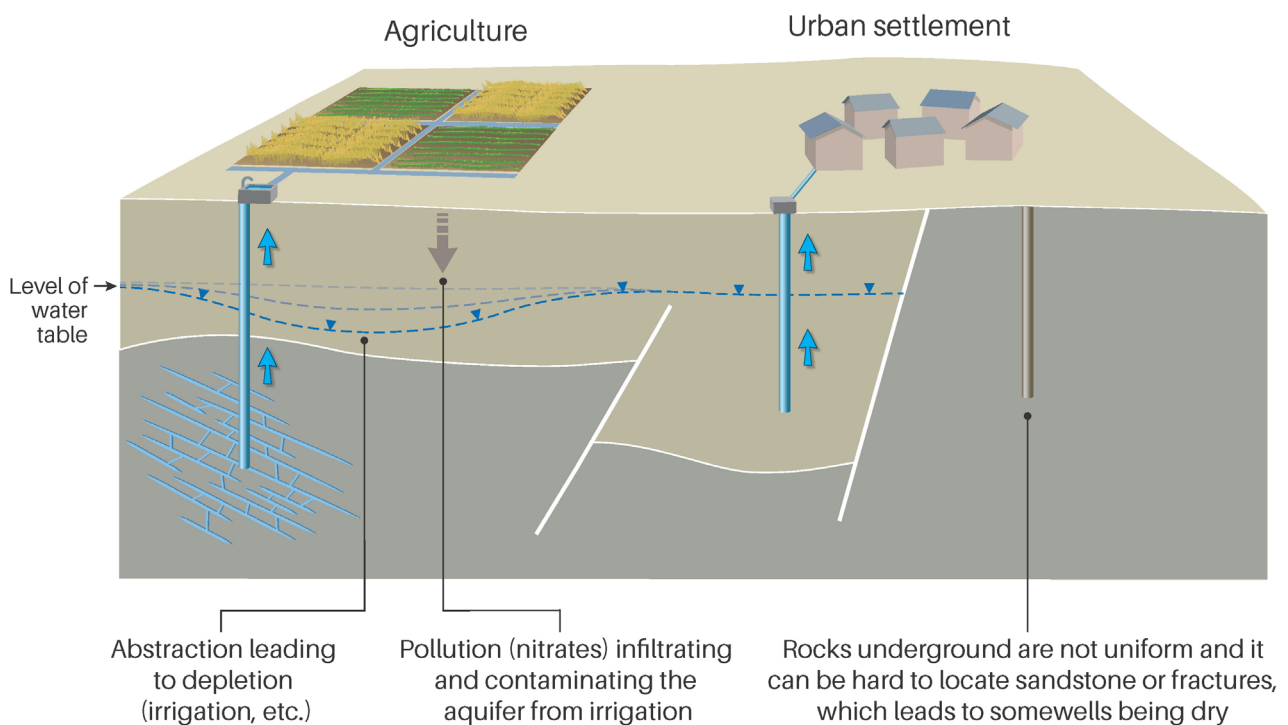 Agriculture
Urban settlement
Level of
water
table
Abstraction leading
to depletion
(irrigation, etc.)
Pollution (nitrates) infiltrating
and contaminating the
aquifer from irrigation
Rocks underground are not uniform and it
can be hard to locate sandstone or fractures,
which leads to somewells being dry